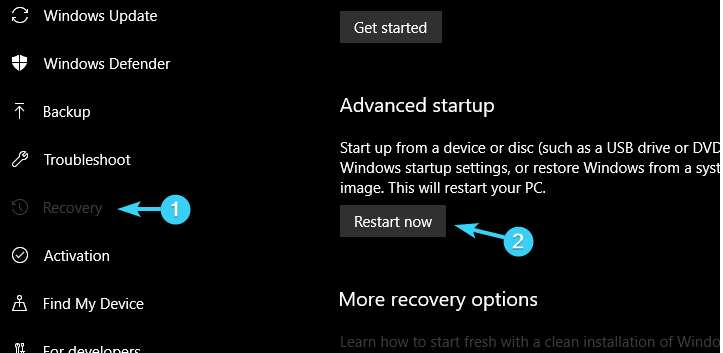 Windows Update
Windows Defender
Backup
Troubleshoot
Recovery
1
Activation
Find My Device
For developers
Get started
Advanced startup
Start up from a device or disc (such as a USB drive or DVD
Windows startup settings, or restore Windows from a syst
image. This will restart your PC.
Restart now
2
More recovery options
Learn how to start fresh with a clean installation of Windo